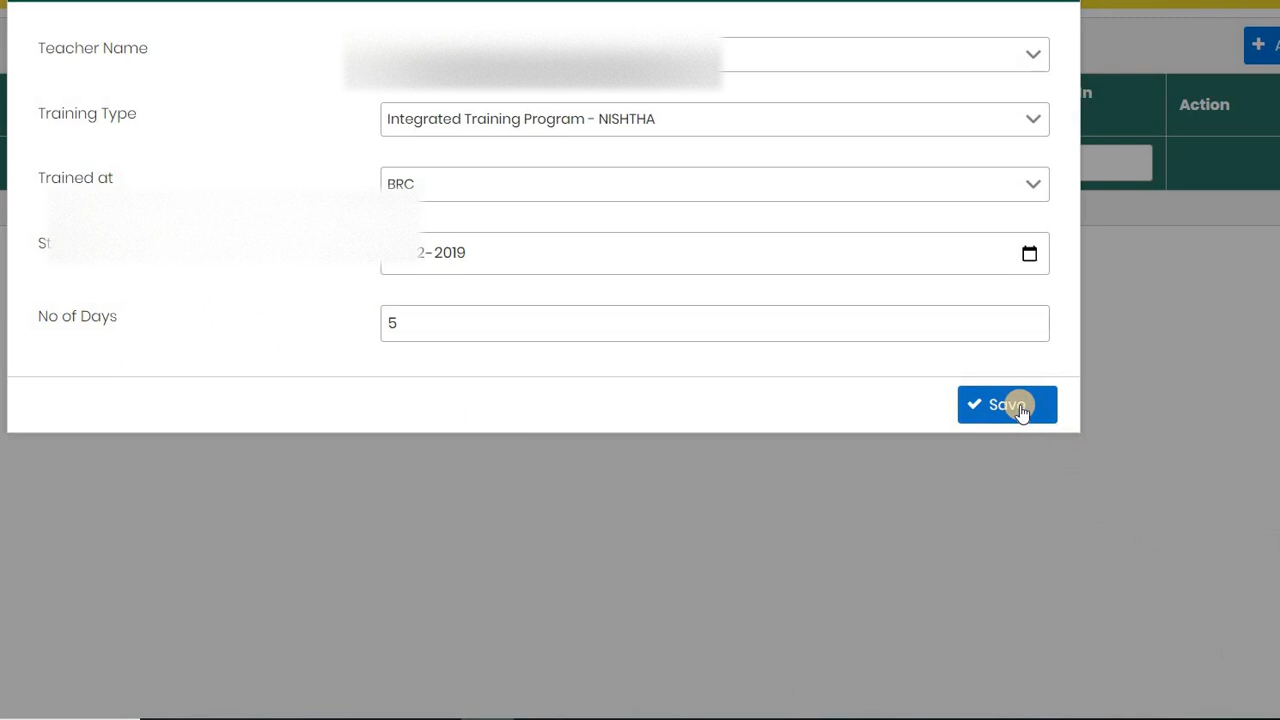 Teacher Name
Training Type
Integrated Training Program - NISHTHA
Action
Trained at
BRC
2-2019
No of Days
5
Save